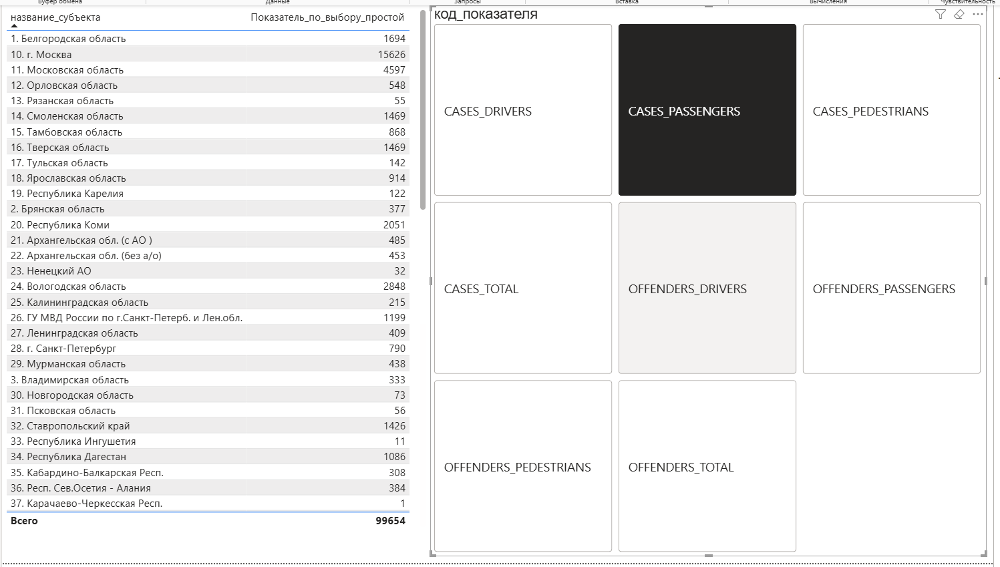 Буфер обмена Данные Запросы Вставка Вычисления Чувствительность
название_субъекта Показатель_по_выбору_простой
1. Белгородская область 1694
10. г. Москва 15626
11. Московская область 4597
12. Орловская область 548
13. Рязанская область 55
14. Смоленская область 1469
15. Тамбовская область 868
16. Тверская область 1469
17. Тульская область 142
18. Ярославская область 914
19. Республика Карелия 122
2. Брянская область 377
20. Республика Коми 2051
21. Архангельская обл. (с АО ) 485
22. Архангельская обл. (без а/о) 453
23. Ненецкий АО 32
24. Вологодская область 2848
25. Калининградская область 215
26. ГУ МВД России по г.Санкт-Петерб. и Лен.обл. 1199
27. Ленинградская область 409
28. г. Санкт-Петербург 790
29. Мурманская область 438
3. Владимирская область 333
30. Новгородская область 73
31. Псковская область 56
32. Ставропольский край 1426
33. Республика Ингушетия 11
34. Республика Дагестан 1086
35. Кабардино-Балкарская Респ. 308
36. Респ. Сев.Осетия - Алания 384
37. Карачаево-Черкесская Респ. 1
Всего 99654
код_показателя
CASES_DRIVERS CASES_PASSENGERS CASES_PEDESTRIANS
CASES_TOTAL OFFENDERS_DRIVERS OFFENDERS_PASSENGERS
OFFENDERS_PEDESTRIANS OFFENDERS_TOTAL